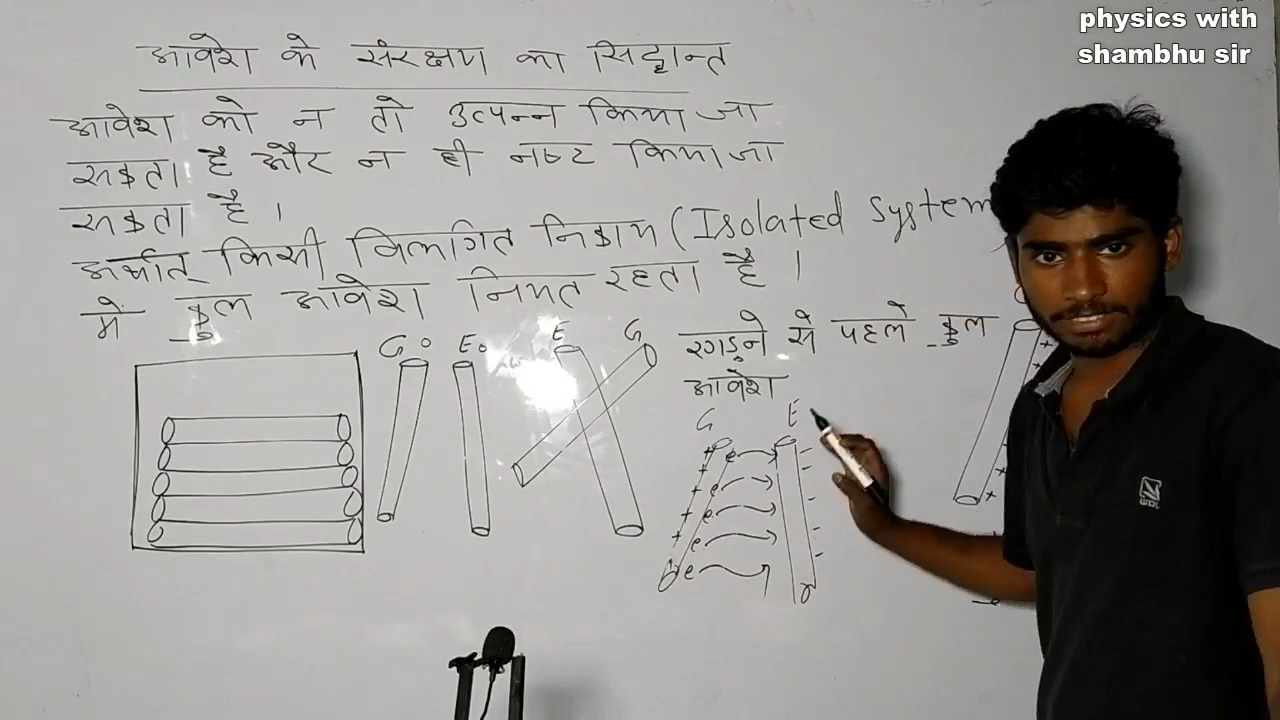 physics with
shambhu sir
आवेश के संरक्षण का सिद्धान्त
आवेश को न तो उत्पन्न किया जा
सकता है और न ही नष्ट किया जा
सकता है ।
अर्थात् किसी विलगित निकाय (Isolated System
में कुल आवेश नियत रहता है ।
G o E o E G
रगड़ने से पहले कुल
आवेश
G E
+ e -
+ e -
+ e -
+ e -
e
WDL